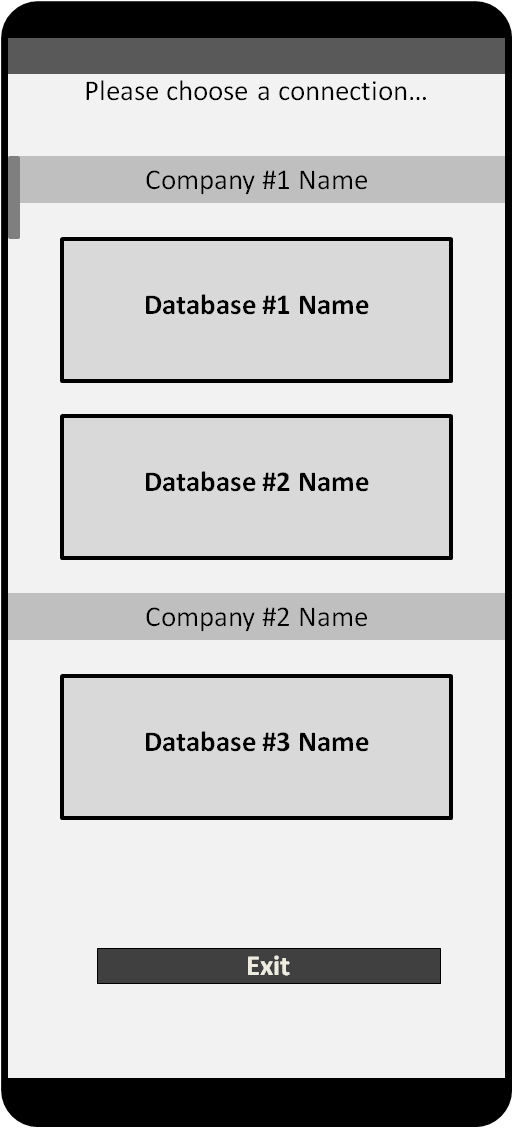 Please choose a connection...
Company #1 Name
Database #1 Name
Database #2 Name
Company #2 Name
Database #3 Name
Exit